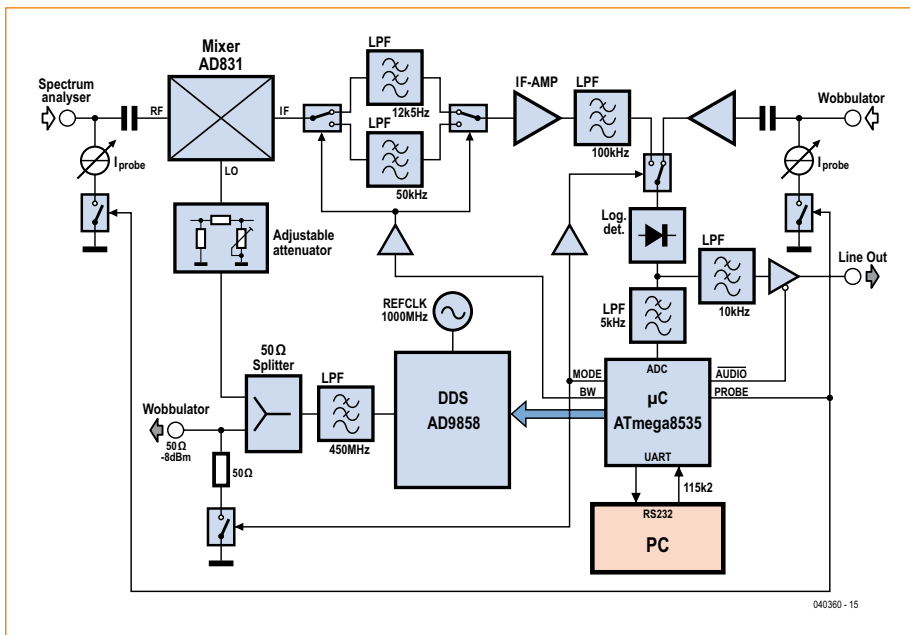 Mixer
AD831
Spectrum
analyser
RF
IF
LO
I probe
LPF
12k5Hz
LPF
50kHz
IF-AMP
LPF
100kHz
Wobbulator
I probe
Adjustable
attenuator
Log.
det.
LPF
10kHz
Line Out
LPF
5kHz
REFCLK
1000MHz
50Ω
Splitter
LPF
450MHz
DDS
AD9858
MODE
BW
ADC
µC
ATmega8535
UART
AUDIO
PROBE
Wobbulator
50Ω
-8dBm
50Ω
115k2
RS232
PC
040360 - 15